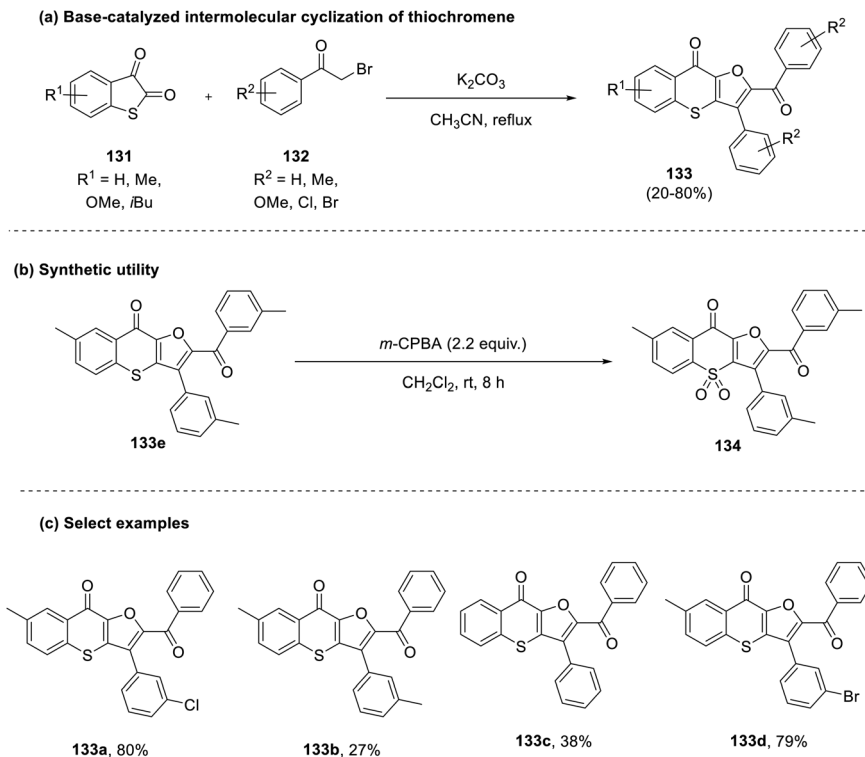 (a) Base-catalyzed intermolecular cyclization of thiochromene
O
R¹
O
S
+
O
Br
R²
K₂CO₃
CH₃CN, reflux
O
O
R²
R¹
S
O
R²
131
R¹ = H, Me,
OMe, iBu
132
R² = H, Me,
OMe, Cl, Br
133
(20-80%)
(b) Synthetic utility
O
O
O
S
133e
m-CPBA (2.2 equiv.)
CH₂Cl₂, rt, 8 h
O
O
O
S
O O
134
(c) Select examples
O
O
O
S
Cl
133a, 80%
O
O
O
S
133b, 27%
O
O
O
S
133c, 38%
O
O
O
S
Br
133d, 79%